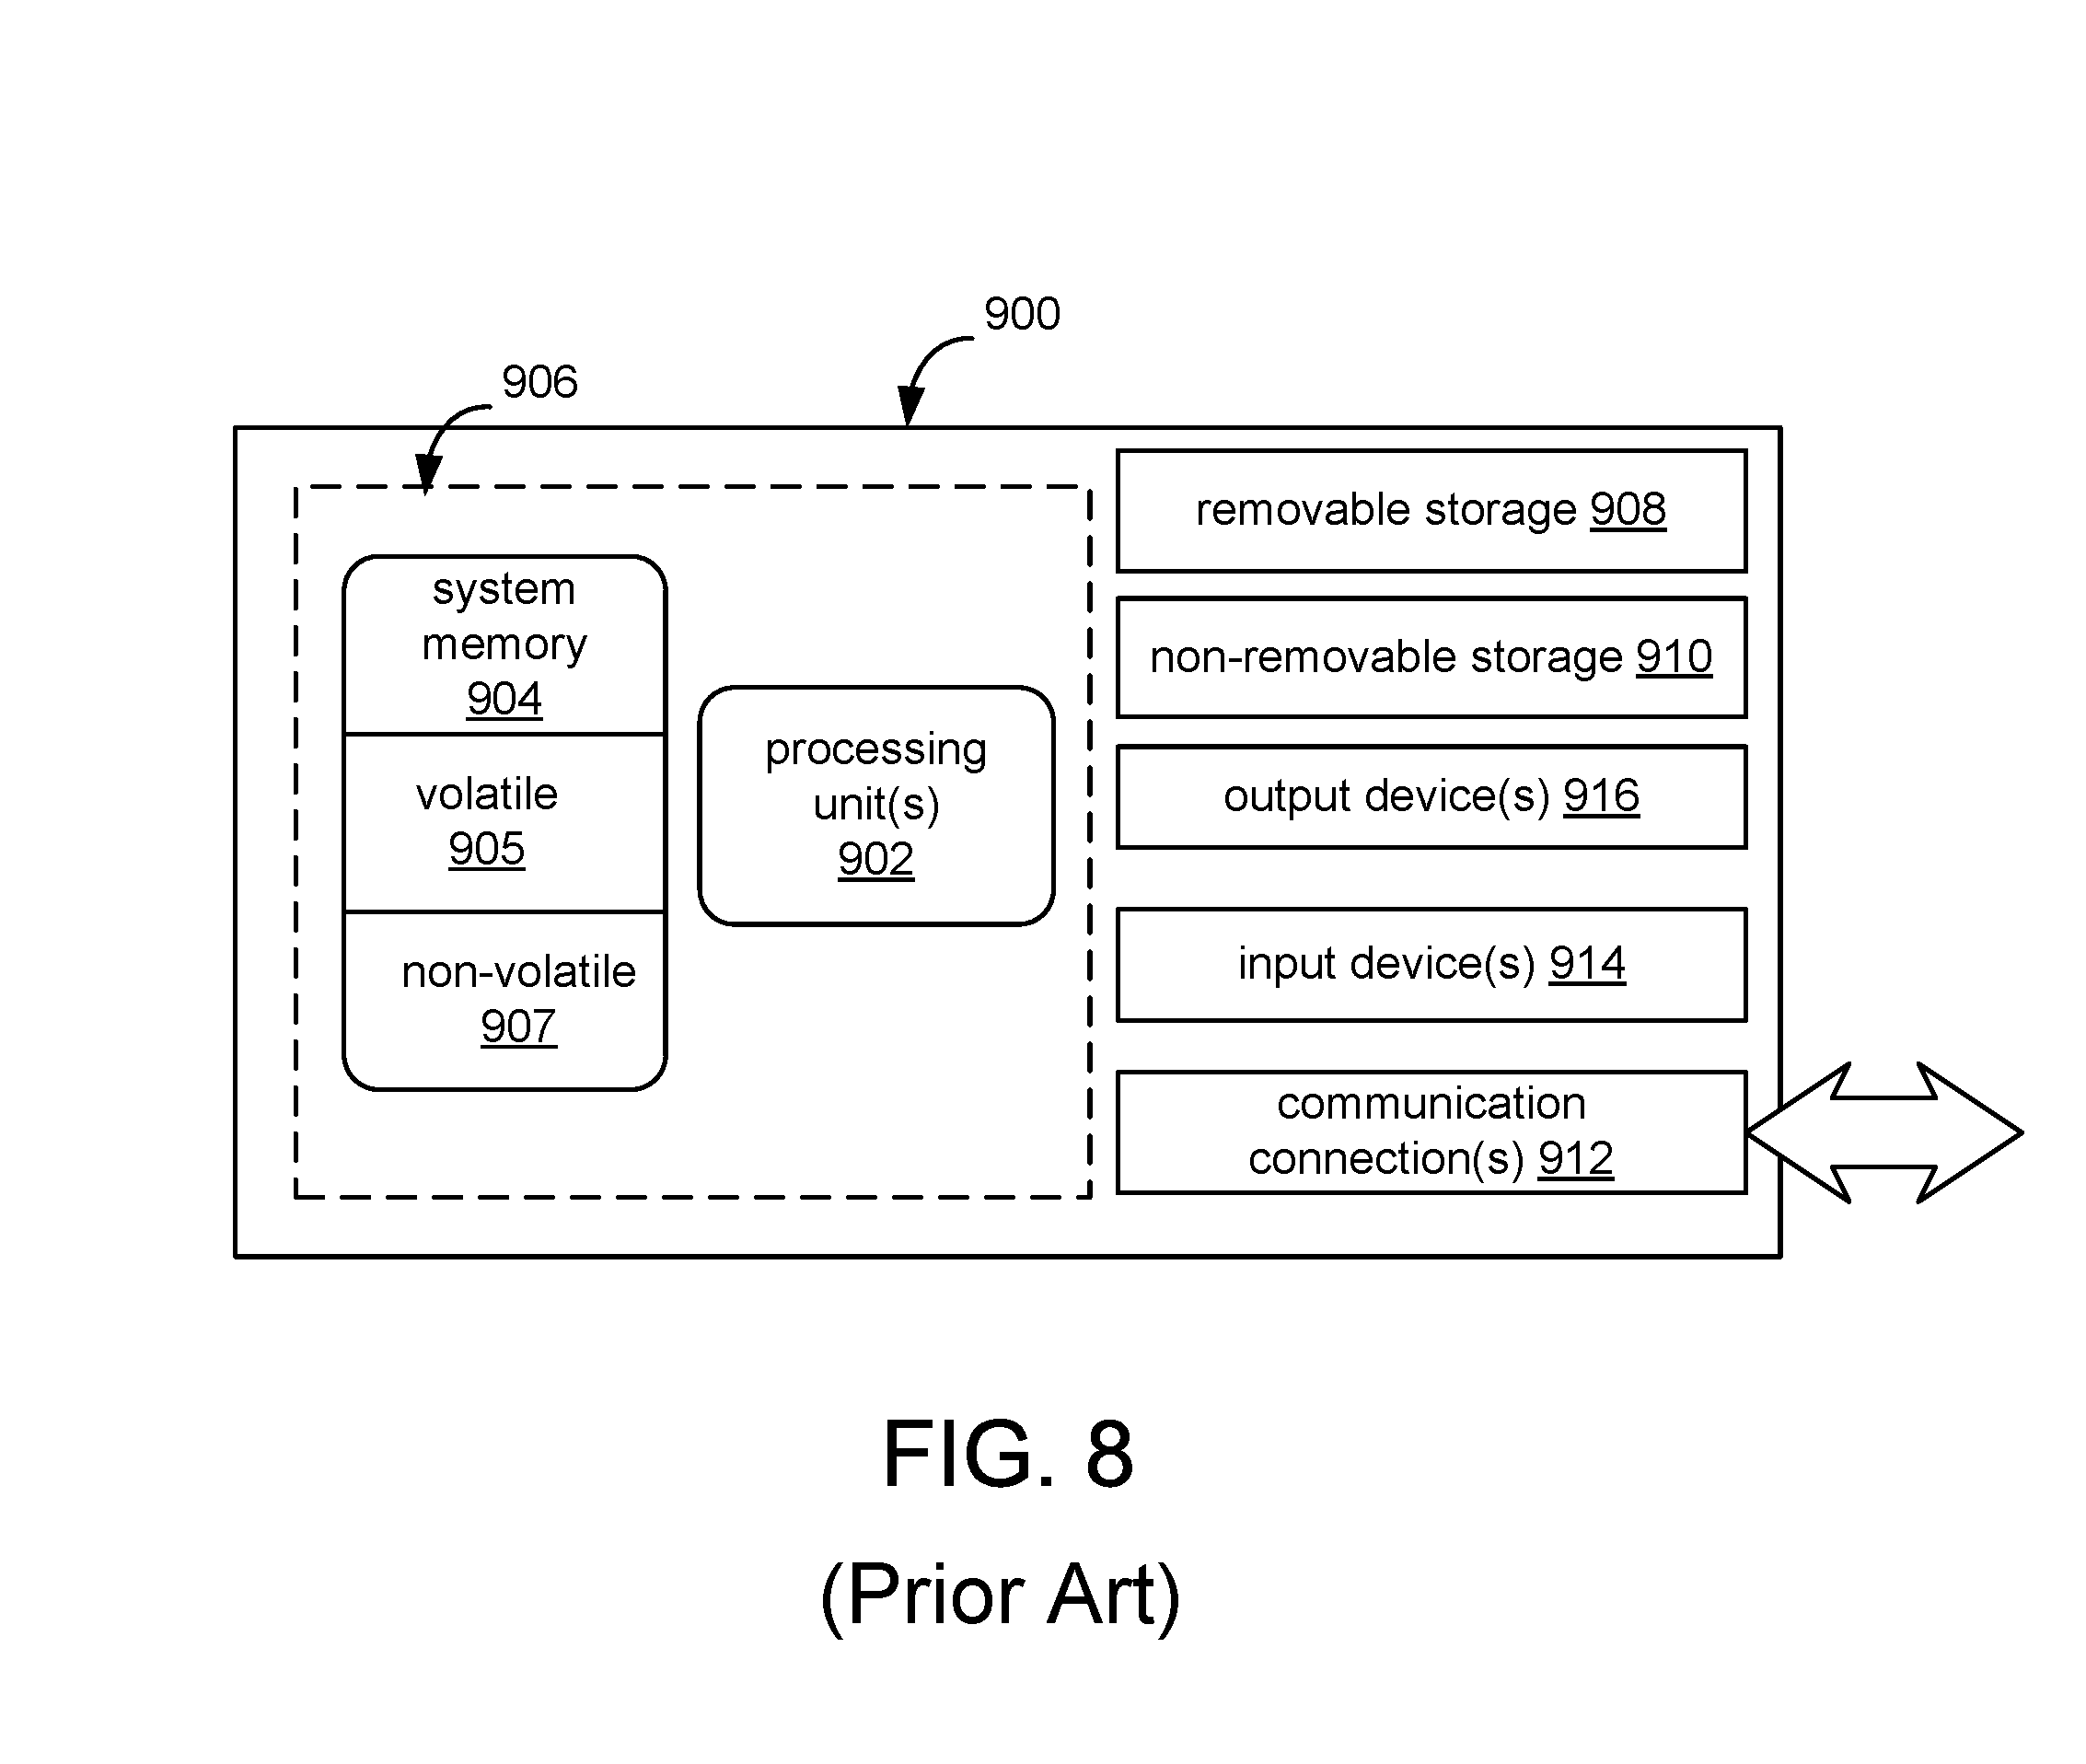 900
906
system
memory
904
volatile
905
non-volatile
907
processing
unit(s)
902
removable storage 908
non-removable storage 910
output device(s) 916
input device(s) 914
communication
connection(s) 912
FIG. 8
(Prior Art)